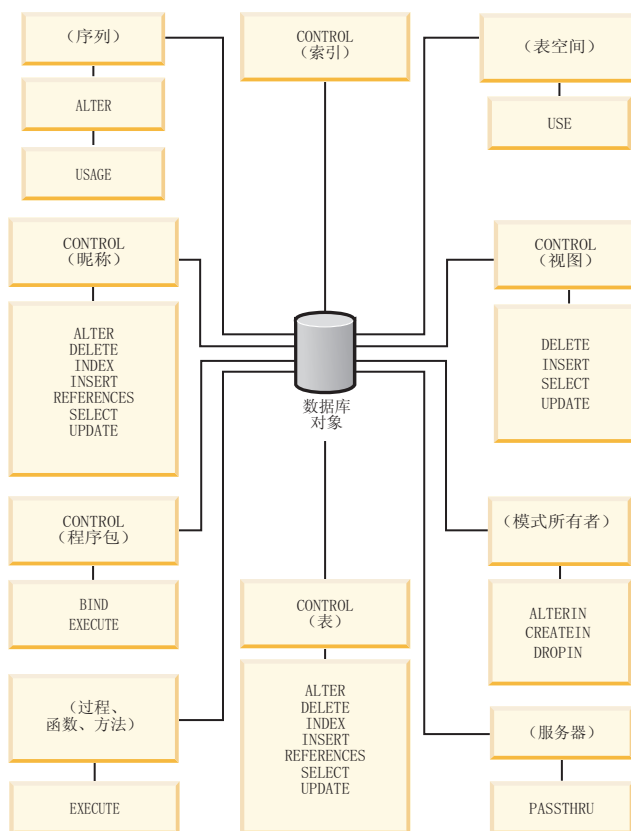 （序列）
ALTER
USAGE
CONTROL
（索引）
（表空间）
USE
CONTROL
（昵称）
ALTER
DELETE
INDEX
INSERT
REFERENCES
SELECT
UPDATE
CONTROL
（视图）
DELETE
INSERT
SELECT
UPDATE
数据库
对象
CONTROL
（程序包）
BIND
EXECUTE
（模式所有者）
ALTERIN
CREATEIN
DROPIN
CONTROL
（表）
ALTER
DELETE
INDEX
INSERT
REFERENCES
SELECT
UPDATE
（过程、
函数、方法）
EXECUTE
（服务器）
PASSTHRU